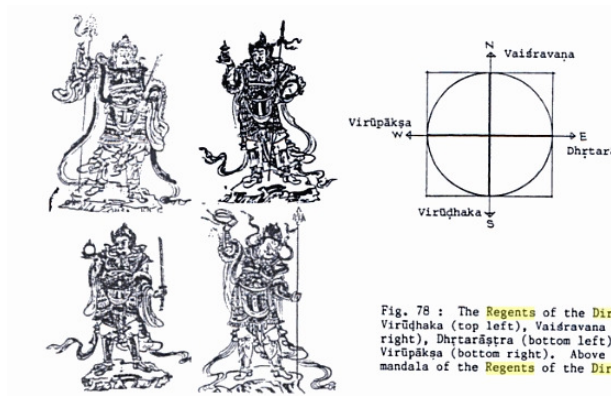 N
Vaiśravaṇa
Virūpākṣa
W
E
Dhṛtarā
Virūḍhaka
S
Fig. 78 : The Regents of the Dir
Virūḍhaka (top left), Vaiśravaṇa
right), Dhṛtarāṣṭra (bottom left)
Virūpākṣa (bottom right). Above
mandala of the Regents of the Dir